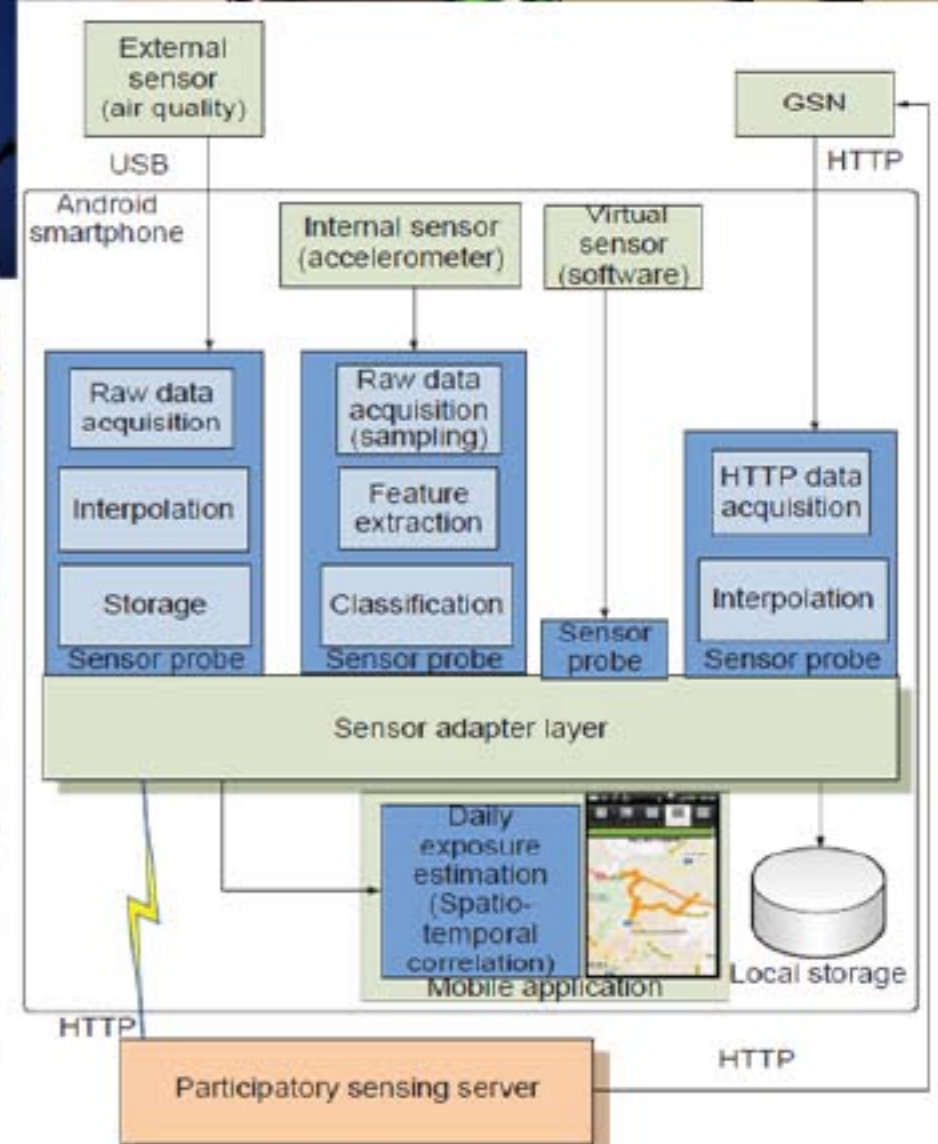 External
sensor
(air quality)
GSN
USB
HTTP
Android
smartphone
Internal sensor
(accelerometer)
Virtual
sensor
(software)
Raw data
acquisition
Interpolation
Storage
Sensor probe
Raw data
acquisition
(sampling)
Feature
extraction
Classification
Sensor probe
Sensor
probe
HTTP data
acquisition
Interpolation
Sensor probe
Sensor adapter layer
Daily
exposure
estimation
(Spatio-
temporal
correlation)
Mobile application
Local storage
HTTP
HTTP
Participatory sensing server